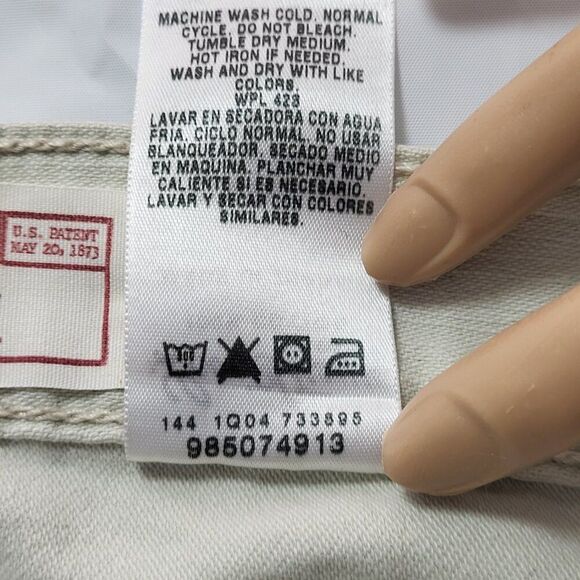 MACHINE WASH COLD. NORMAL
CYCLE. DO NOT BLEACH.
TUMBLE DRY MEDIUM.
HOT IRON IF NEEDED.
WASH AND DRY WITH LIKE
COLORS.
WPL 423
LAVAR EN SECADORA CON AGUA
FRIA. CICLO NORMAL. NO USAR
BLANQUEADOR. SECADO MEDIO
EN MAQUINA. PLANCHAR MUY
CALIENTE SI ES NECESARIO.
LAVAR Y SECAR CON COLORES
SIMILARES.
U.S. PATENT
MAY 20, 1873
144 1Q04 733895
985074913